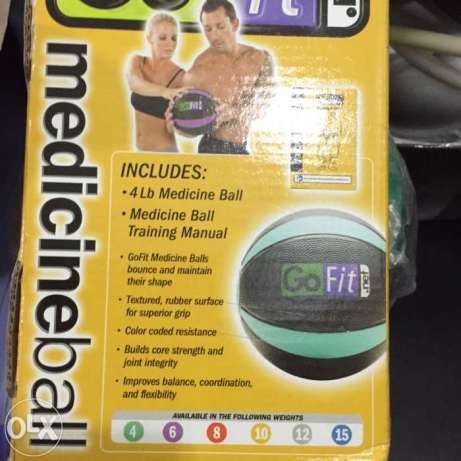 GoFit
medicineball
INCLUDES:
• 4 Lb Medicine Ball
• Medicine Ball
Training Manual
• GoFit Medicine Balls
bounce and maintain
their shape
• Textured, rubber surface
for superior grip
• Color coded resistance
• Builds core strength and
joint integrity
• Improves balance, coordination,
and flexibility
GoFit
AVAILABLE IN THE FOLLOWING WEIGHTS
4 6 8 10 12 15
OLX